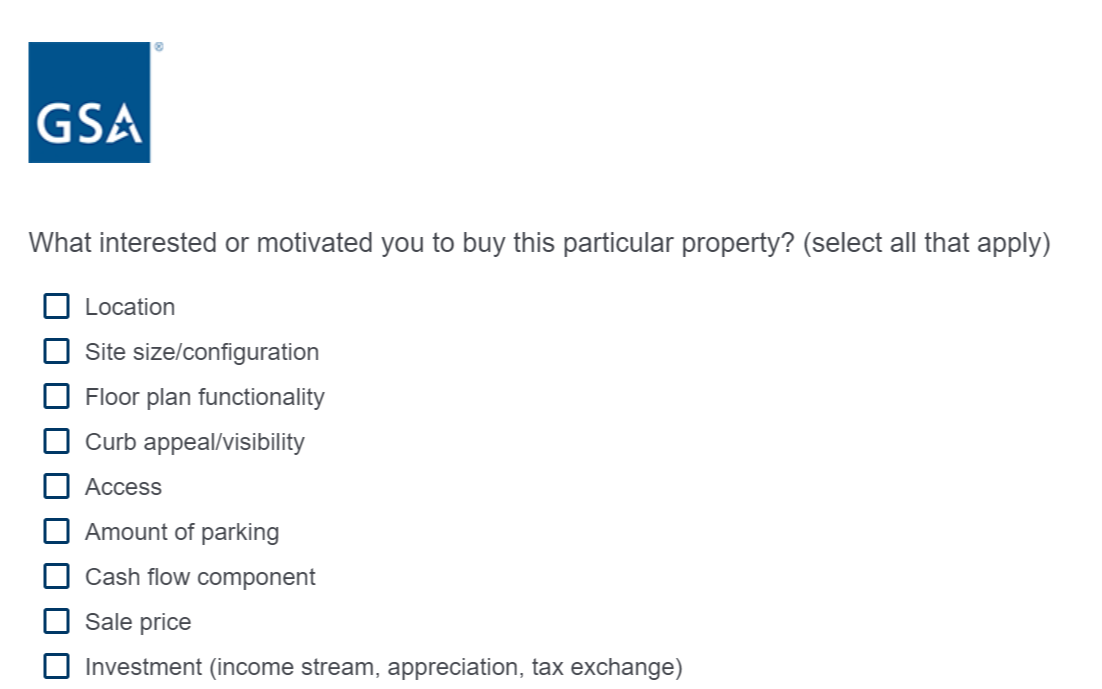 ®
GSA
What interested or motivated you to buy this particular property? (select all that apply)
Location
Site size/configuration
Floor plan functionality
Curb appeal/visibility
Access
Amount of parking
Cash flow component
Sale price
Investment (income stream, appreciation, tax exchange)